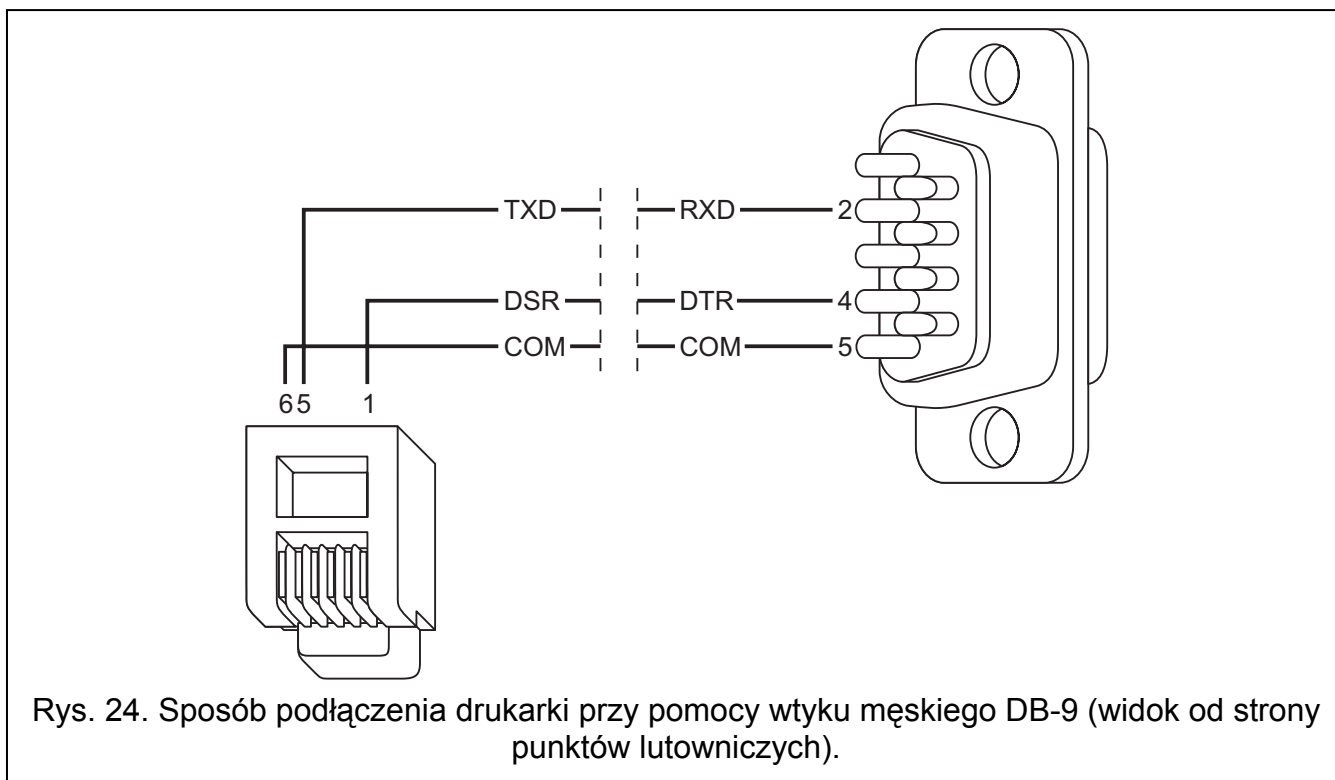 TXD RXD 2
DSR DTR 4
COM COM 5
6 5 1
Rys. 24. Sposób podłączenia drukarki przy pomocy wtyku męskiego DB-9 (widok od strony
punktów lutowniczych).